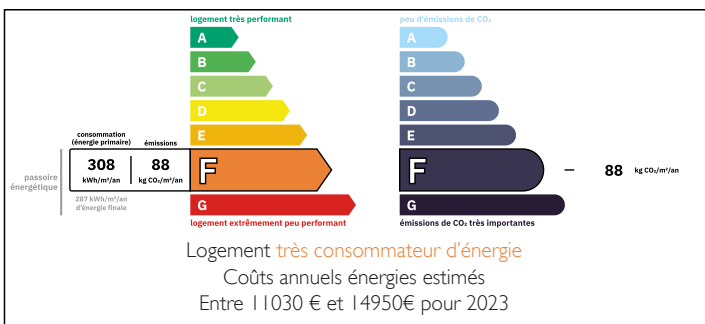 logement très performant
peu d'émissions de CO₂
A
B
C
D
E
F
G
consommation
(énergie primaire)
émissions
308
kWh/m²/an
88
kg CO₂/m²/an
passoire
énergétique
287 kWh/m²/an
d'énergie finale
logement extrêmement peu performant
A
B
C
D
E
F
G
88 kg CO₂/m²/an
émissions de CO₂ très importantes
Logement très consommateur d'énergie
Coûts annuels énergies estimés
Entre 11030 € et 14950€ pour 2023